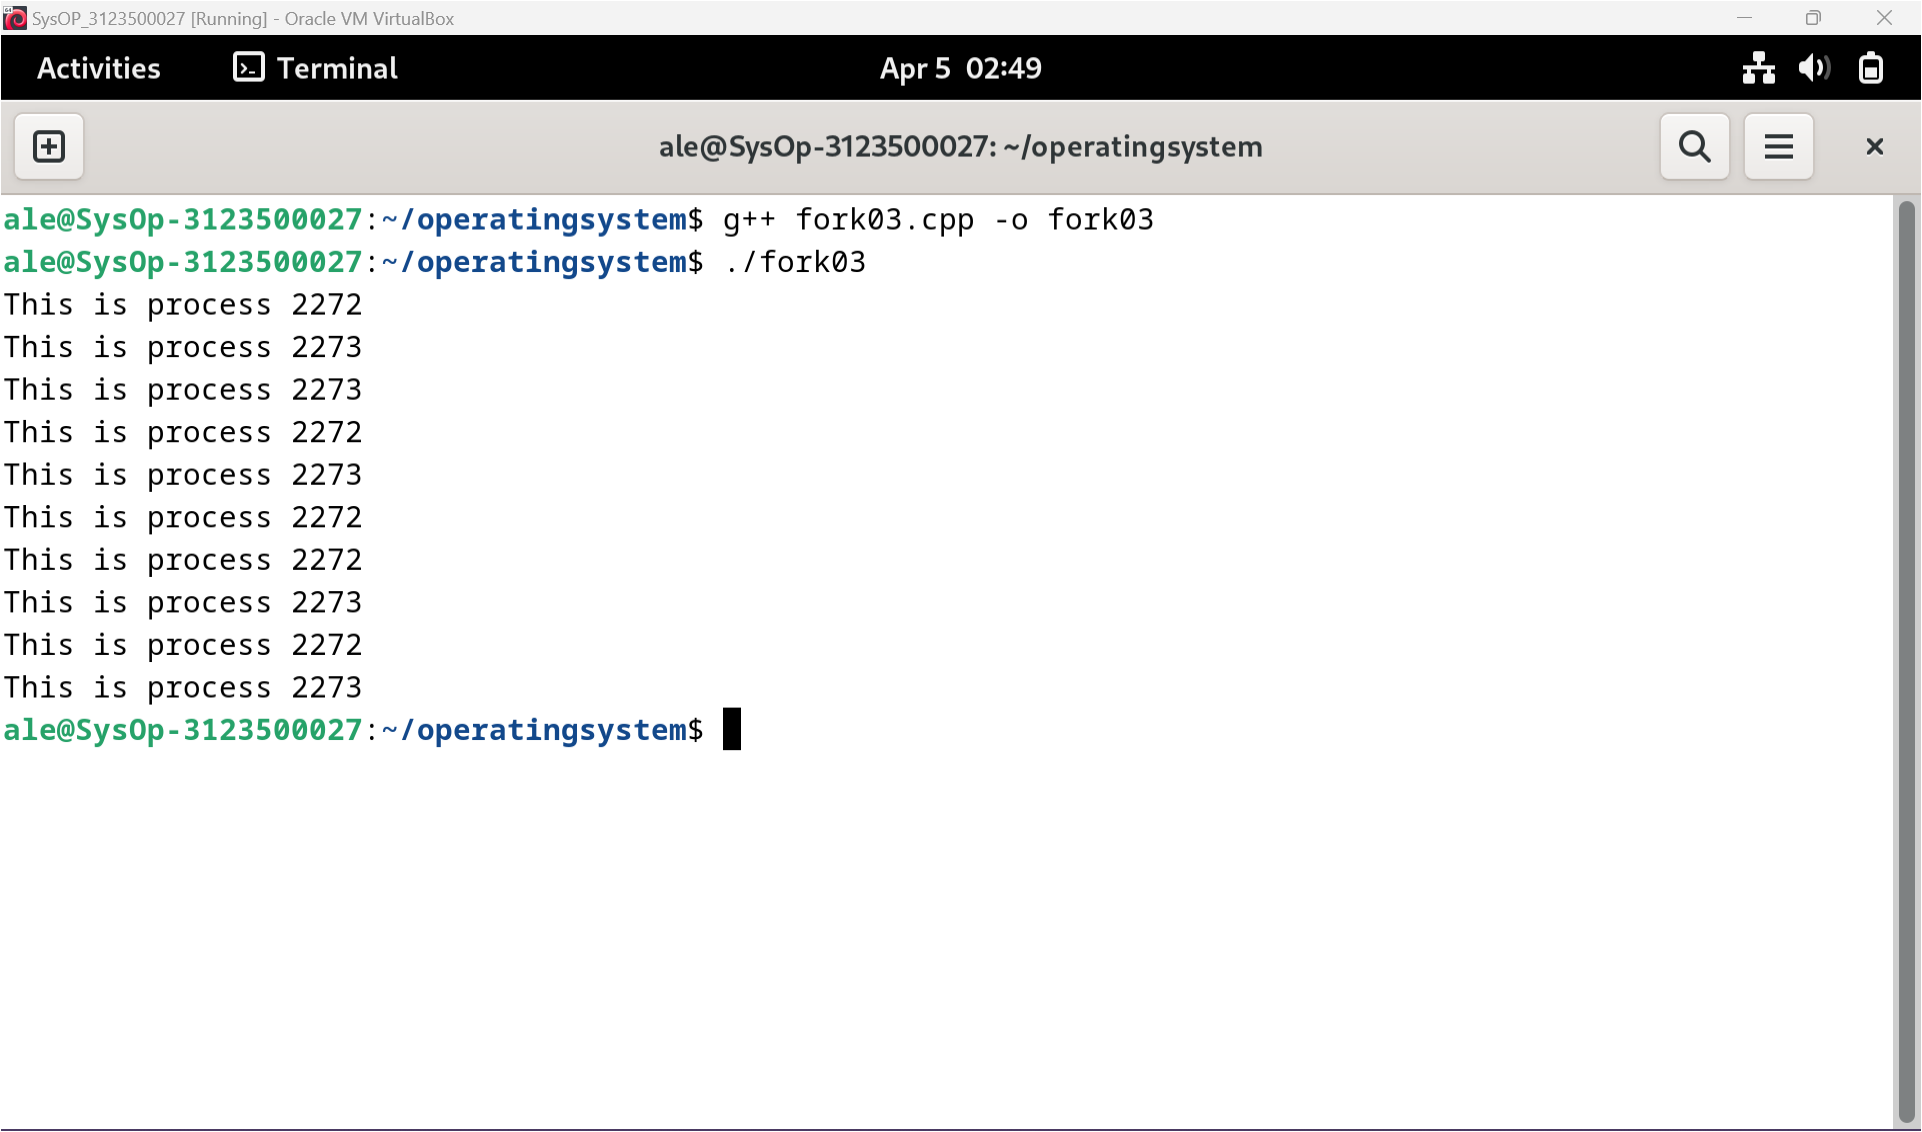 SysOP_3123500027 [Running] - Oracle VM VirtualBox
Activities Terminal Apr 5 02:49
ale@SysOp-3123500027: ~/operatingsystem
ale@SysOp-3123500027:~/operatingsystem$ g++ fork03.cpp -o fork03
ale@SysOp-3123500027:~/operatingsystem$ ./fork03
This is process 2272
This is process 2273
This is process 2273
This is process 2272
This is process 2273
This is process 2272
This is process 2272
This is process 2273
This is process 2272
This is process 2273
ale@SysOp-3123500027:~/operatingsystem$